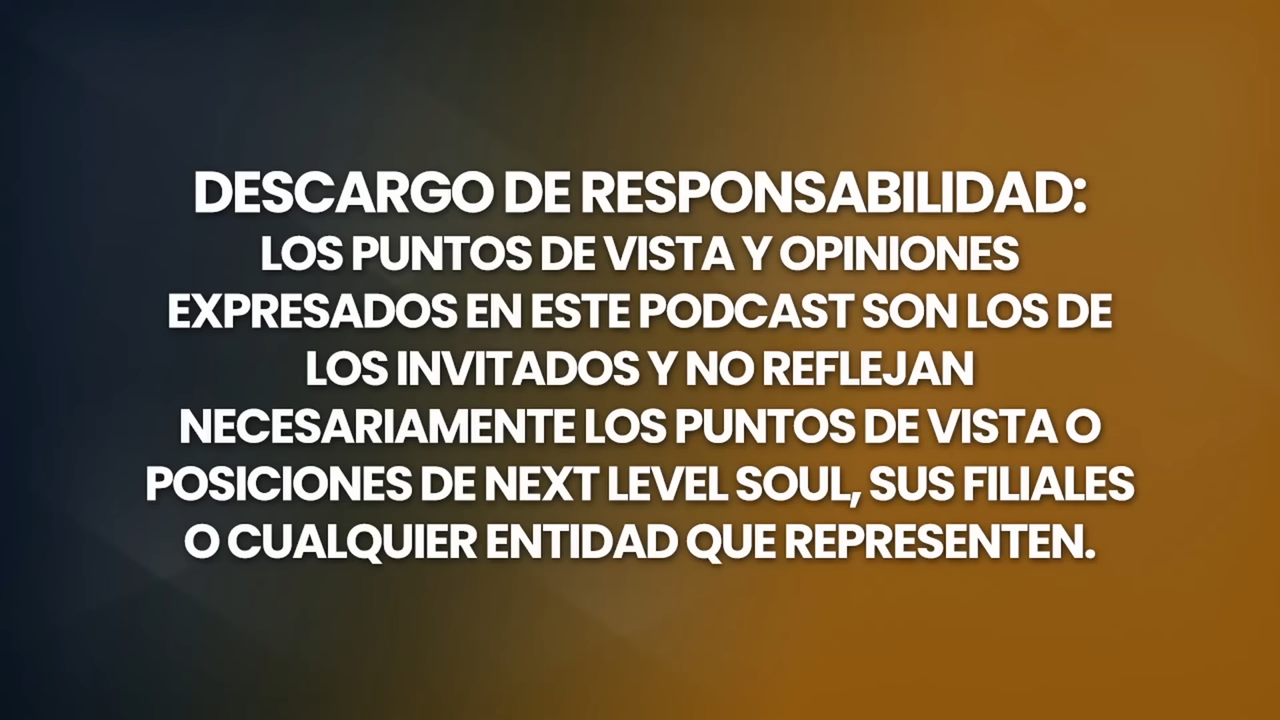 DESCARGO DE RESPONSABILIDAD:
LOS PUNTOS DE VISTA Y OPINIONES
EXPRESADOS EN ESTE PODCAST SON LOS DE
LOS INVITADOS Y NO REFLEJAN
NECESARIAMENTE LOS PUNTOS DE VISTA O
POSICIONES DE NEXT LEVEL SOUL, SUS FILIALES
O CUALQUIER ENTIDAD QUE REPRESENTEN.